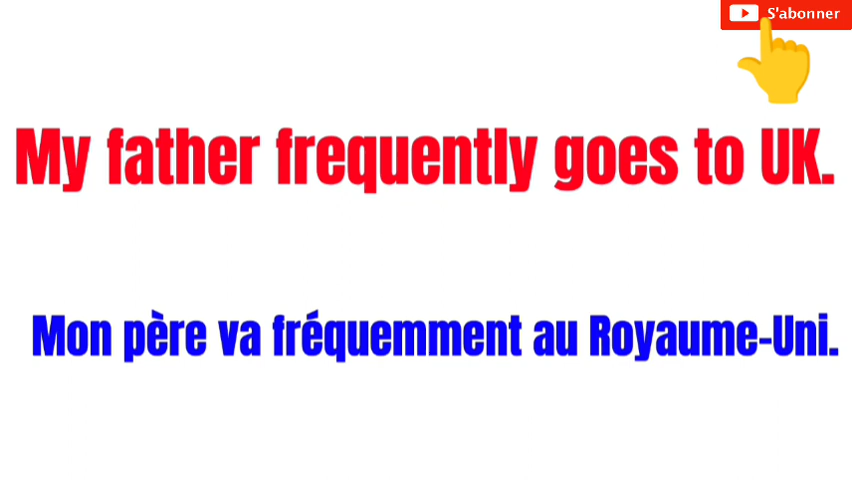 S'abonner
My father frequently goes to UK.
Mon père va fréquemment au Royaume-Uni.